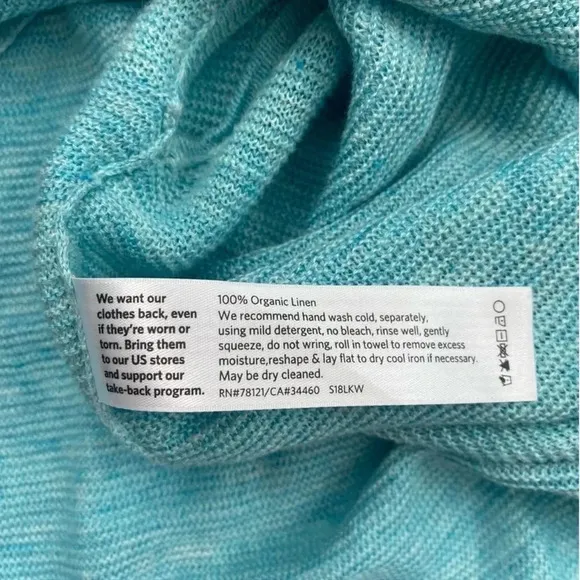 We want our
clothes back, even
if they're worn or
torn. Bring them
to our US stores
and support our
take-back program.
100% Organic Linen
We recommend hand wash cold, separately,
using mild detergent, no bleach, rinse well, gently
squeeze, do not wring, roll in towel to remove excess
moisture,reshape & lay flat to dry cool iron if necessary.
May be dry cleaned.
RN#78121/CA#34460 S18LKW